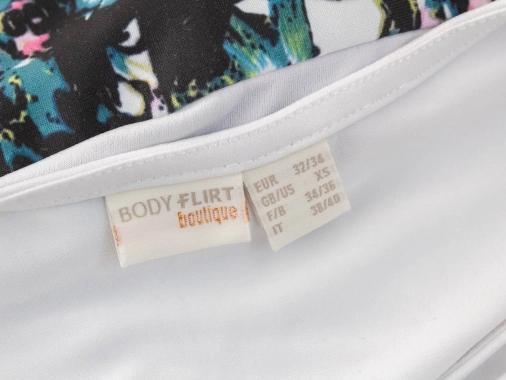 BODY FLIRT
boutique
EUR 32/34
GB/US XS
F/B 34/36
IT 38/40